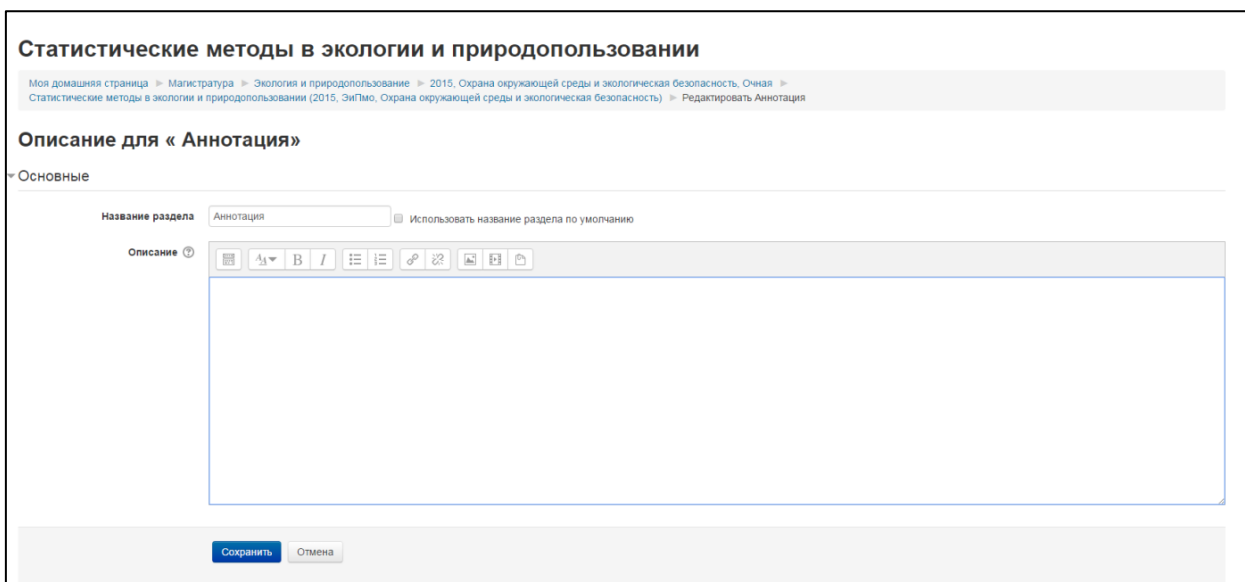 Статистические методы в экологии и природопользовании
Моя домашняя страница ► Магистратура ► Экология и природопользование ► 2015, Охрана окружающей среды и экологическая безопасность, Очная ►
Статистические методы в экологии и природопользовании (2015, ЭиПмо, Охрана окружающей среды и экологическая безопасность) ► Редактировать Аннотация
Описание для « Аннотация»
Основные
Название раздела Аннотация Использовать название раздела по умолчанию
Описание
B I
Сохранить Отмена